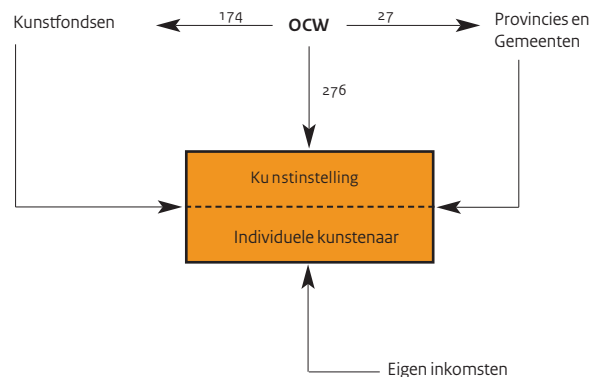 Kunstfondsen 174 OCW 27 Provincies en
Gemeenten
276
Kunstinstelling
Individuele kunstenaar
Eigen inkomsten